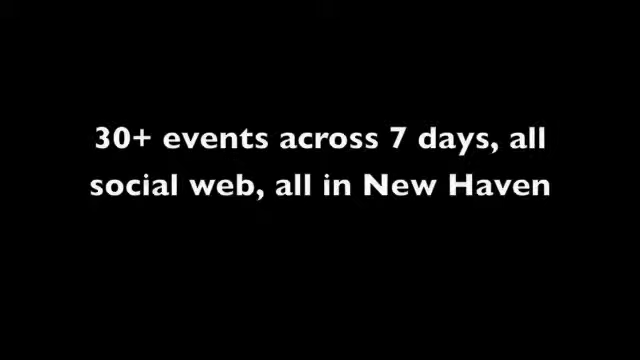 30+ events across 7 days, all
social web, all in New Haven